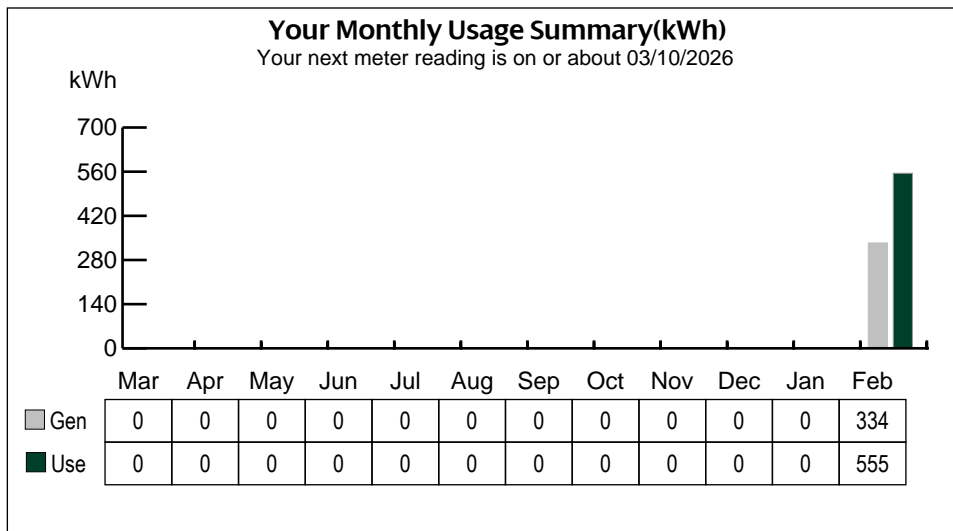 Your Monthly Usage Summary(kWh)
Your next meter reading is on or about 03/10/2026
kWh
700
560
420
280
140
0
Mar Apr May Jun Jul Aug Sep Oct Nov Dec Jan Feb
Gen 0 0 0 0 0 0 0 0 0 0 0 334
Use 0 0 0 0 0 0 0 0 0 0 0 555